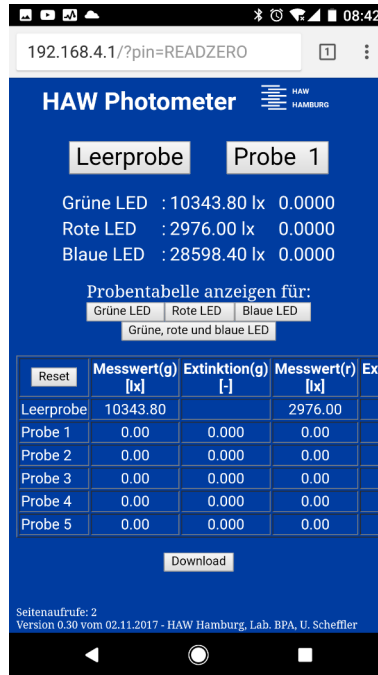 08:42
192.168.4.1/?pin=READZERO 1
HAW Photometer HAW
HAMBURG
Leerprobe Probe 1
Grüne LED : 10343.80 lx 0.0000
Rote LED : 2976.00 lx 0.0000
Blaue LED : 28598.40 lx 0.0000
Probentabelle anzeigen für:
Grüne LED Rote LED Blaue LED
Grüne, rote und blaue LED
Reset Messwert(g) [lx] Extinktion(g) [-] Messwert(r) [lx] Ex
Leerprobe 10343.80 2976.00
Probe 1 0.00 0.000 0.00
Probe 2 0.00 0.000 0.00
Probe 3 0.00 0.000 0.00
Probe 4 0.00 0.000 0.00
Probe 5 0.00 0.000 0.00
Download
Seitenaufrufe: 2
Version 0.30 vom 02.11.2017 - HAW Hamburg, Lab. BPA, U. Scheffler